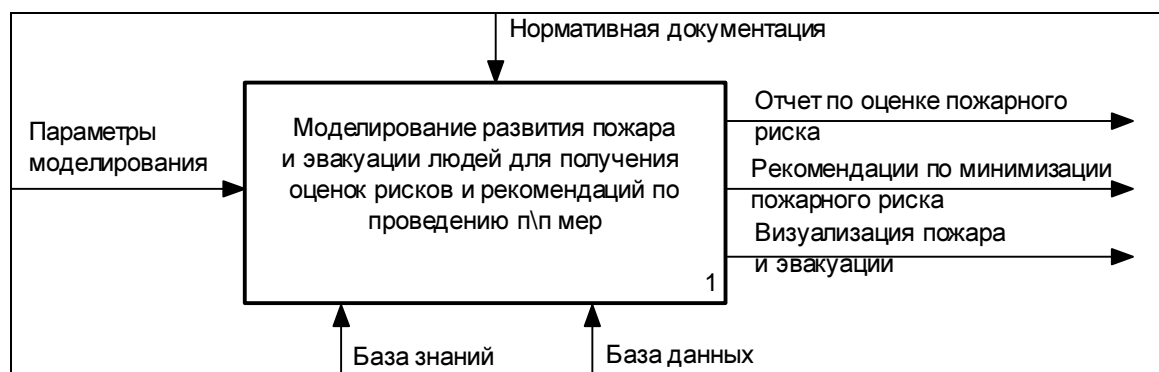 Нормативная документация
Параметры
моделирования
Моделирование развития пожара
и эвакуации людей для получения
оценок рисков и рекомендаций по
проведению п\п мер
1
Отчет по оценке пожарного
риска
Рекомендации по минимизации
пожарного риска
Визуализация пожара
и эвакуации
База знаний
База данных